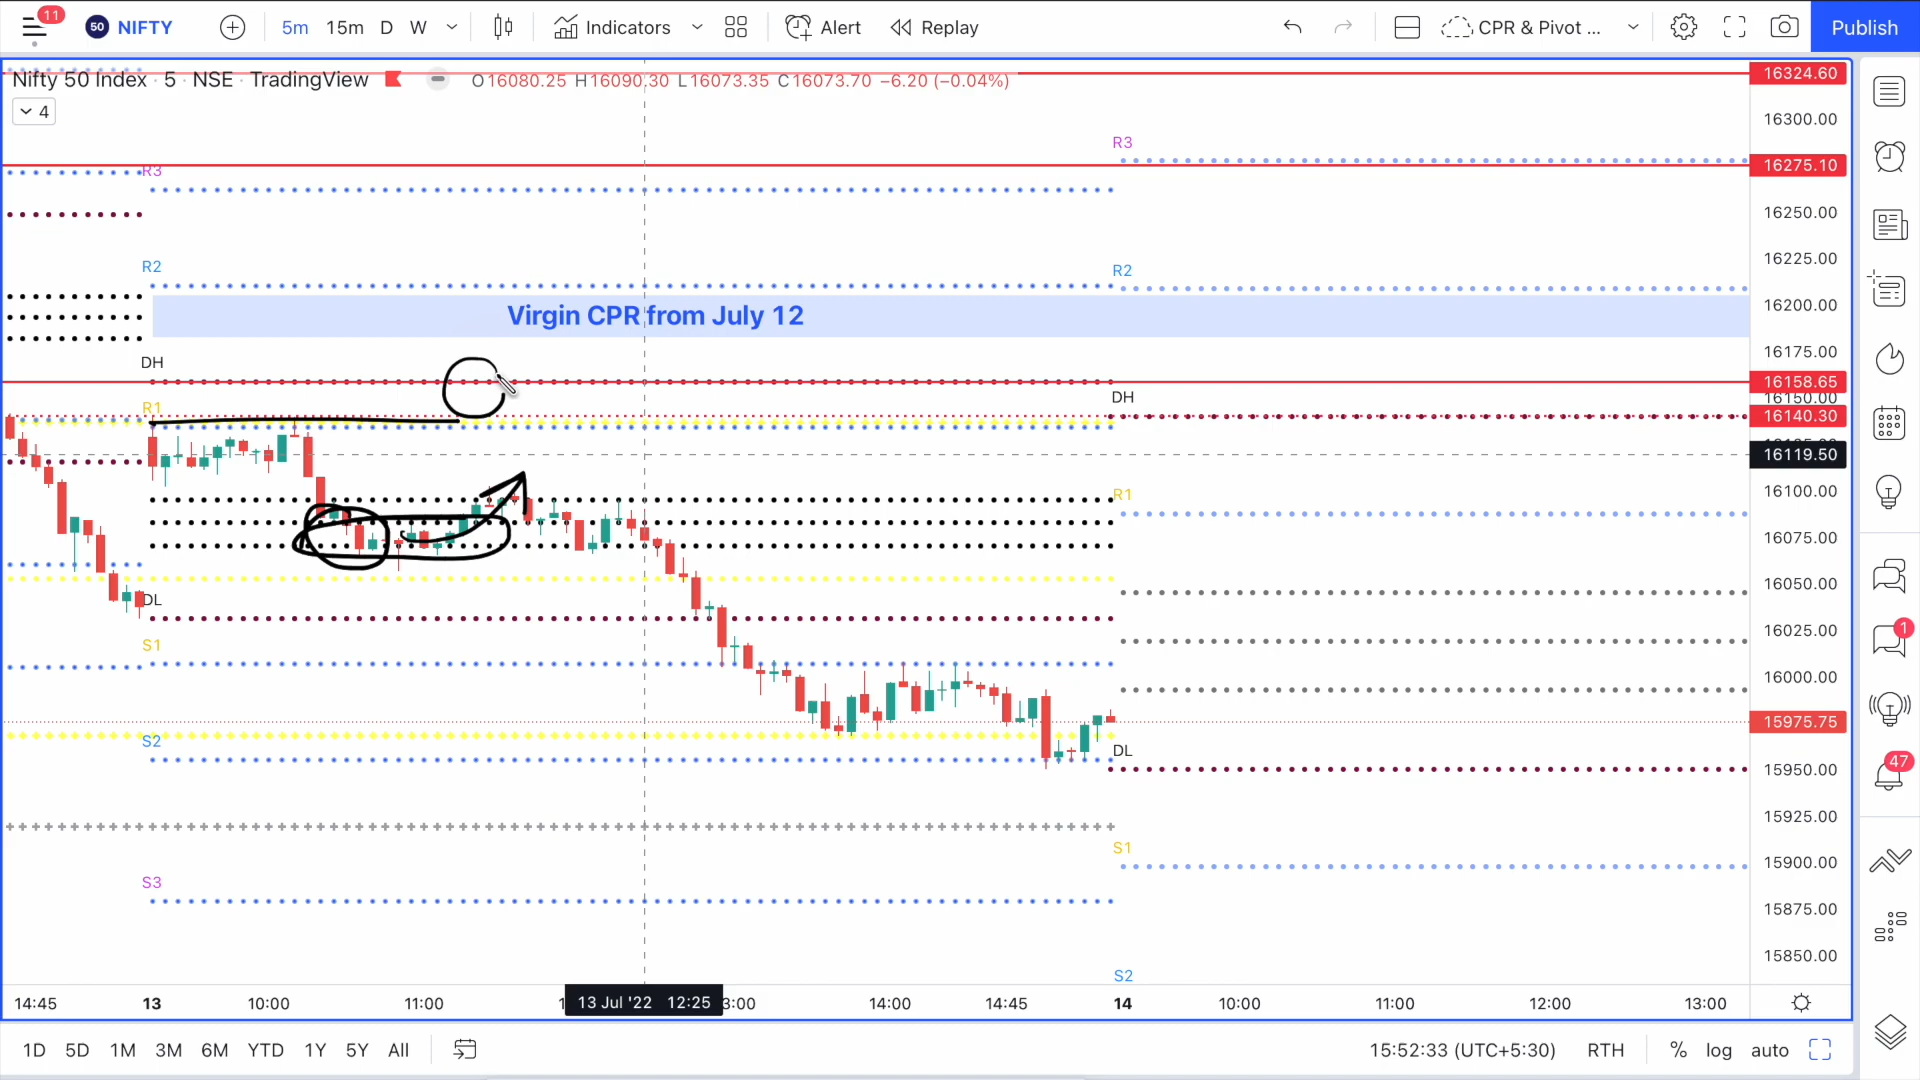 11
50 NIFTY 5m 15m D W Indicators Alert Replay CPR & Pivot ... Publish
Nifty 50 Index · 5 · NSE · TradingView O16080.25 H16090.30 L16073.35 C16073.70 −6.20 (−0.04%)
4
16324.60
16300.00
R3
16275.10
R3
16250.00
R2
R2
16225.00
16200.00
Virgin CPR from July 12
16175.00
DH
16158.65
DH
16150.00
R1
16140.30
16119.50
R1
16100.00
16075.00
16050.00
DL
16025.00
1
S1
16000.00
15975.75
S2
DL
47
15950.00
15925.00
S1
15900.00
S3
15875.00
15850.00
S2
14:45 13 10:00 11:00 13 Jul '22 12:25 3:00 14:00 14:45 14 10:00 11:00 12:00 13:00
1D 5D 1M 3M 6M YTD 1Y 5Y All 15:52:33 (UTC+5:30) RTH % log auto